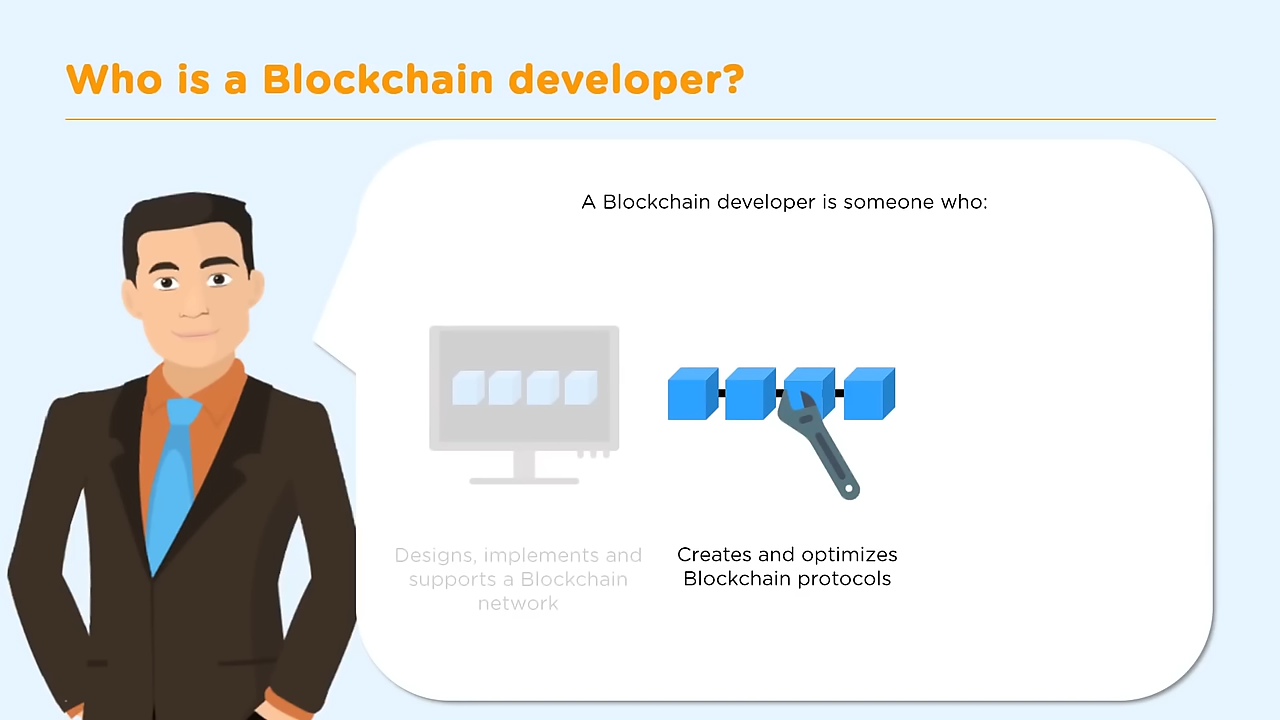 Who is a Blockchain developer?
A Blockchain developer is someone who:
Designs, implements and
supports a Blockchain
network
Creates and optimizes
Blockchain protocols